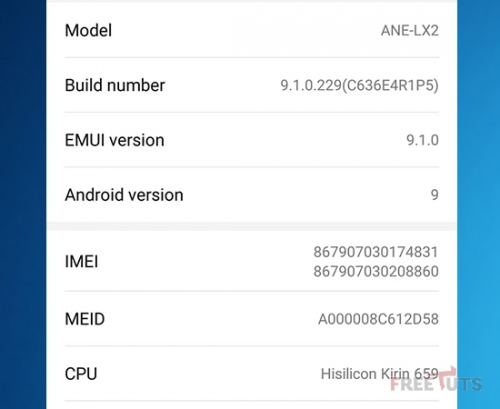 Model ANE-LX2
Build number 9.1.0.229(C636E4R1P5)
EMUI version 9.1.0
Android version 9
IMEI 867907030174831
867907030208860
MEID A000008C612D58
CPU Hisilicon Kirin 659
FREETUTS